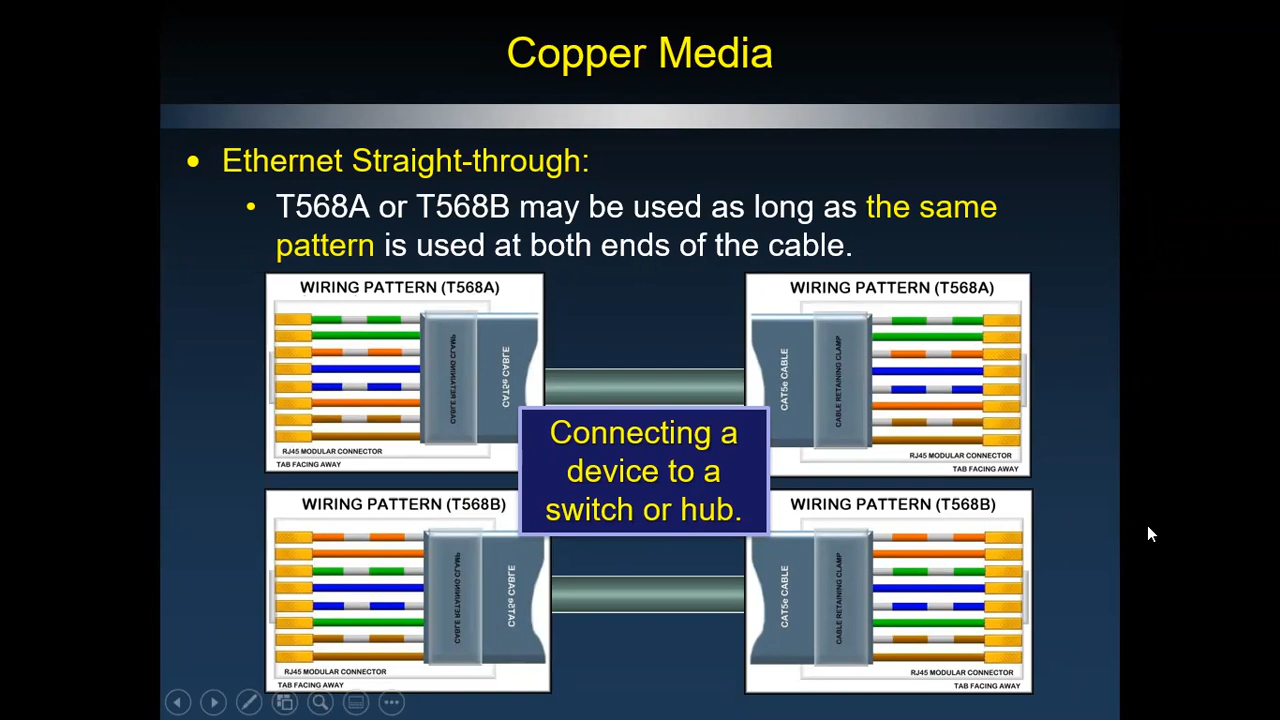 Copper Media
• Ethernet Straight-through:
• T568A or T568B may be used as long as the same
pattern is used at both ends of the cable.
WIRING PATTERN (T568A)
CABLE RETAINING CLAMP
CAT5e CABLE
RJ45 MODULAR CONNECTOR
TAB FACING AWAY
WIRING PATTERN (T568A)
CAT5e CABLE
CABLE RETAINING CLAMP
RJ45 MODULAR CONNECTOR
TAB FACING AWAY
Connecting a
device to a
switch or hub.
WIRING PATTERN (T568B)
CABLE RETAINING CLAMP
CAT5e CABLE
RJ45 MODULAR CONNECTOR
TAB FACING AWAY
WIRING PATTERN (T568B)
CAT5e CABLE
CABLE RETAINING CLAMP
RJ45 MODULAR CONNECTOR
TAB FACING AWAY